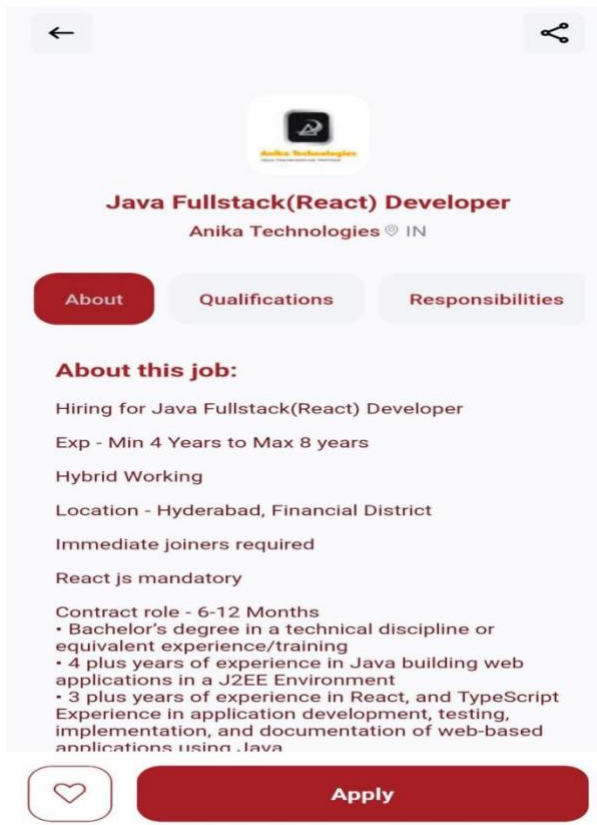 Anika Technologies
Java Fullstack(React) Developer
Anika Technologies IN
About
Qualifications
Responsibilities
About this job:
Hiring for Java Fullstack(React) Developer
Exp - Min 4 Years to Max 8 years
Hybrid Working
Location - Hyderabad, Financial District
Immediate joiners required
React js mandatory
Contract role - 6-12 Months
• Bachelor’s degree in a technical discipline or
equivalent experience/training
• 4 plus years of experience in Java building web
applications in a J2EE Environment
• 3 plus years of experience in React, and TypeScript
Experience in application development, testing,
implementation, and documentation of web-based
applications using Java
Apply